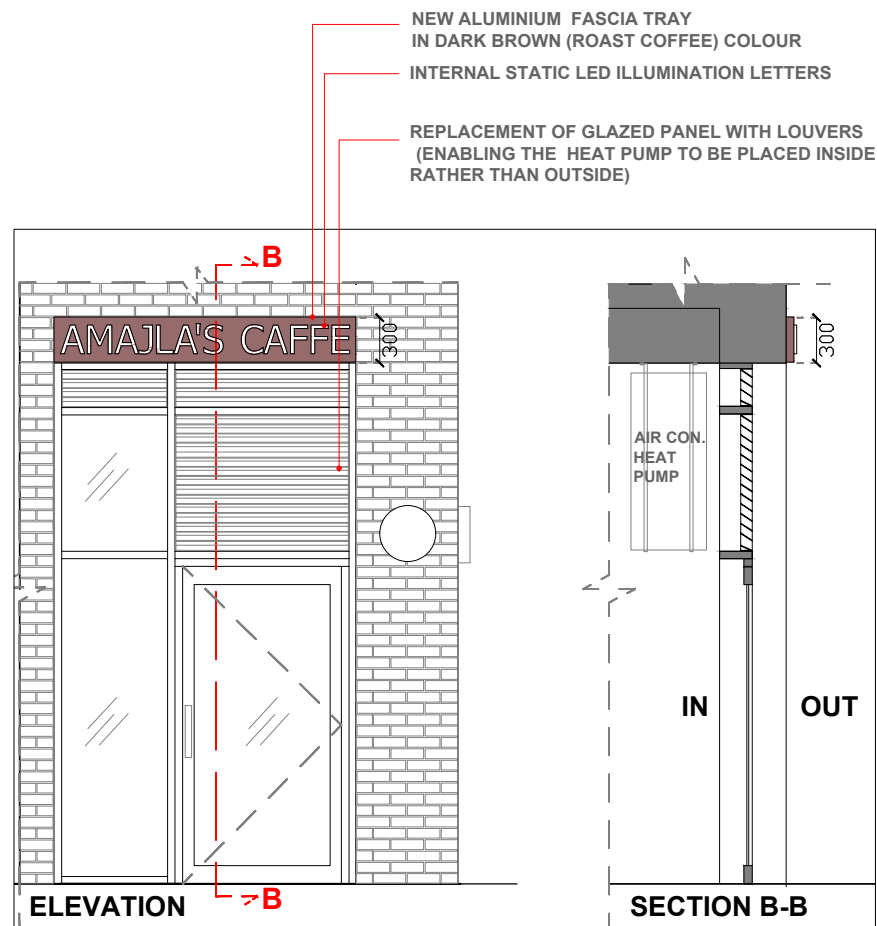 NEW ALUMINIUM FASCIA TRAY
IN DARK BROWN (ROAST COFFEE) COLOUR
INTERNAL STATIC LED ILLUMINATION LETTERS
REPLACEMENT OF GLAZED PANEL WITH LOUVERS
(ENABLING THE HEAT PUMP TO BE PLACED INSIDE
RATHER THAN OUTSIDE)
B
AMAJLA'S CAFFE
300
300
AIR CON.
HEAT
PUMP
IN
OUT
B
ELEVATION
SECTION B-B